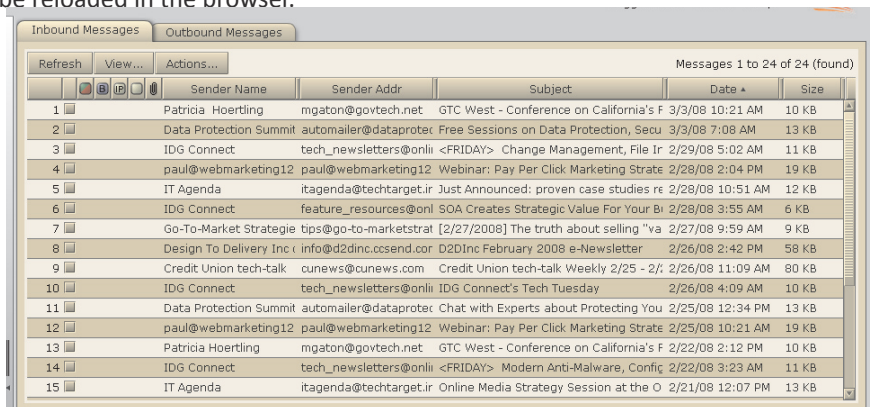 be reloaded in the browser.
Inbound Messages Outbound Messages
Refresh View... Actions... Messages 1 to 24 of 24 (found)
B IP Sender Name Sender Addr Subject Date Size
1 Patricia Hoertling mgaton@govtech.net GTC West - Conference on California's F 3/3/08 10:21 AM 10 KB
2 Data Protection Summit automailer@dataprotec Free Sessions on Data Protection, Secu 3/3/08 7:08 AM 13 KB
3 IDG Connect tech_newsletters@onlin <FRIDAY> Change Management, File Ir 2/29/08 5:02 AM 11 KB
4 paul@webmarketing12 paul@webmarketing12 Webinar: Pay Per Click Marketing Strate 2/28/08 2:04 PM 19 KB
5 IT Agenda itagenda@techtarget.ir Just Announced: proven case studies re 2/28/08 10:51 AM 12 KB
6 IDG Connect feature_resources@onl SOA Creates Strategic Value For Your Bu 2/28/08 3:55 AM 6 KB
7 Go-To-Market Strategie tips@go-to-marketstrat [2/27/2008] The truth about selling "va 2/27/08 9:59 AM 9 KB
8 Design To Delivery Inc ( info@d2dinc.ccsend.cor D2DInc February 2008 e-Newsletter 2/26/08 2:42 PM 58 KB
9 Credit Union tech-talk cunews@cunews.com Credit Union tech-talk Weekly 2/25 - 2/2 2/26/08 11:09 AM 80 KB
10 IDG Connect tech_newsletters@onlin IDG Connect's Tech Tuesday 2/26/08 4:09 AM 10 KB
11 Data Protection Summit automailer@dataprotec Chat with Experts about Protecting You 2/25/08 12:34 PM 13 KB
12 paul@webmarketing12 paul@webmarketing12 Webinar: Pay Per Click Marketing Strate 2/25/08 10:21 AM 19 KB
13 Patricia Hoertling mgaton@govtech.net GTC West - Conference on California's F 2/22/08 2:12 PM 10 KB
14 IDG Connect tech_newsletters@onlin <FRIDAY> Modern Anti-Malware, Config 2/22/08 3:23 AM 11 KB
15 IT Agenda itagenda@techtarget.ir Online Media Strategy Session at the O 2/21/08 12:07 PM 13 KB